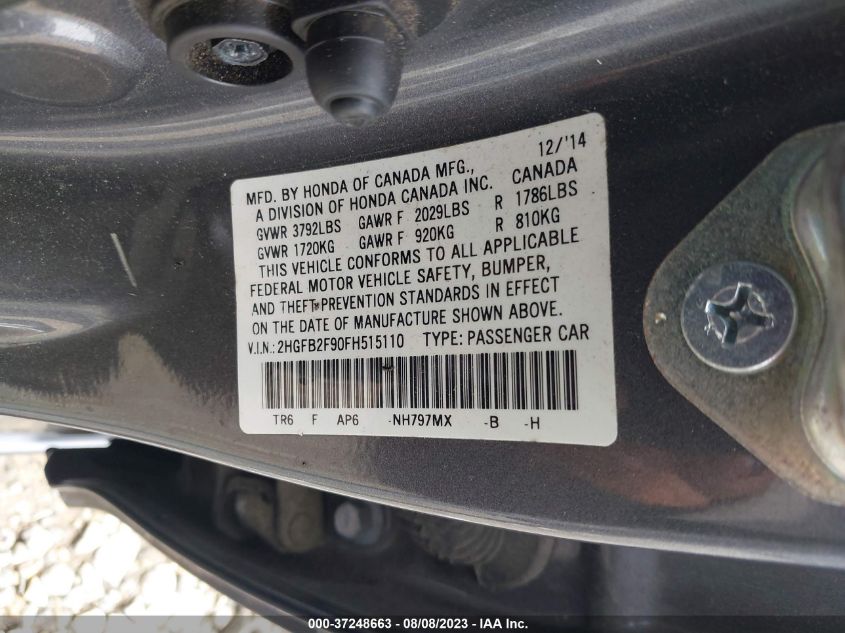 MFD. BY HONDA OF CANADA MFG., 12/'14
A DIVISION OF HONDA CANADA INC. CANADA
GVWR 3792LBS GAWR F 2029LBS R 1786LBS
GVWR 1720KG GAWR F 920KG R 810KG
THIS VEHICLE CONFORMS TO ALL APPLICABLE
FEDERAL MOTOR VEHICLE SAFETY, BUMPER,
AND THEFT PREVENTION STANDARDS IN EFFECT
ON THE DATE OF MANUFACTURE SHOWN ABOVE.
V.I.N.: 2HGFB2F90FH515110 TYPE: PASSENGER CAR
TR6 F AP6 -NH797MX -B -H
000-37248663 - 08/08/2023 - IAA Inc.